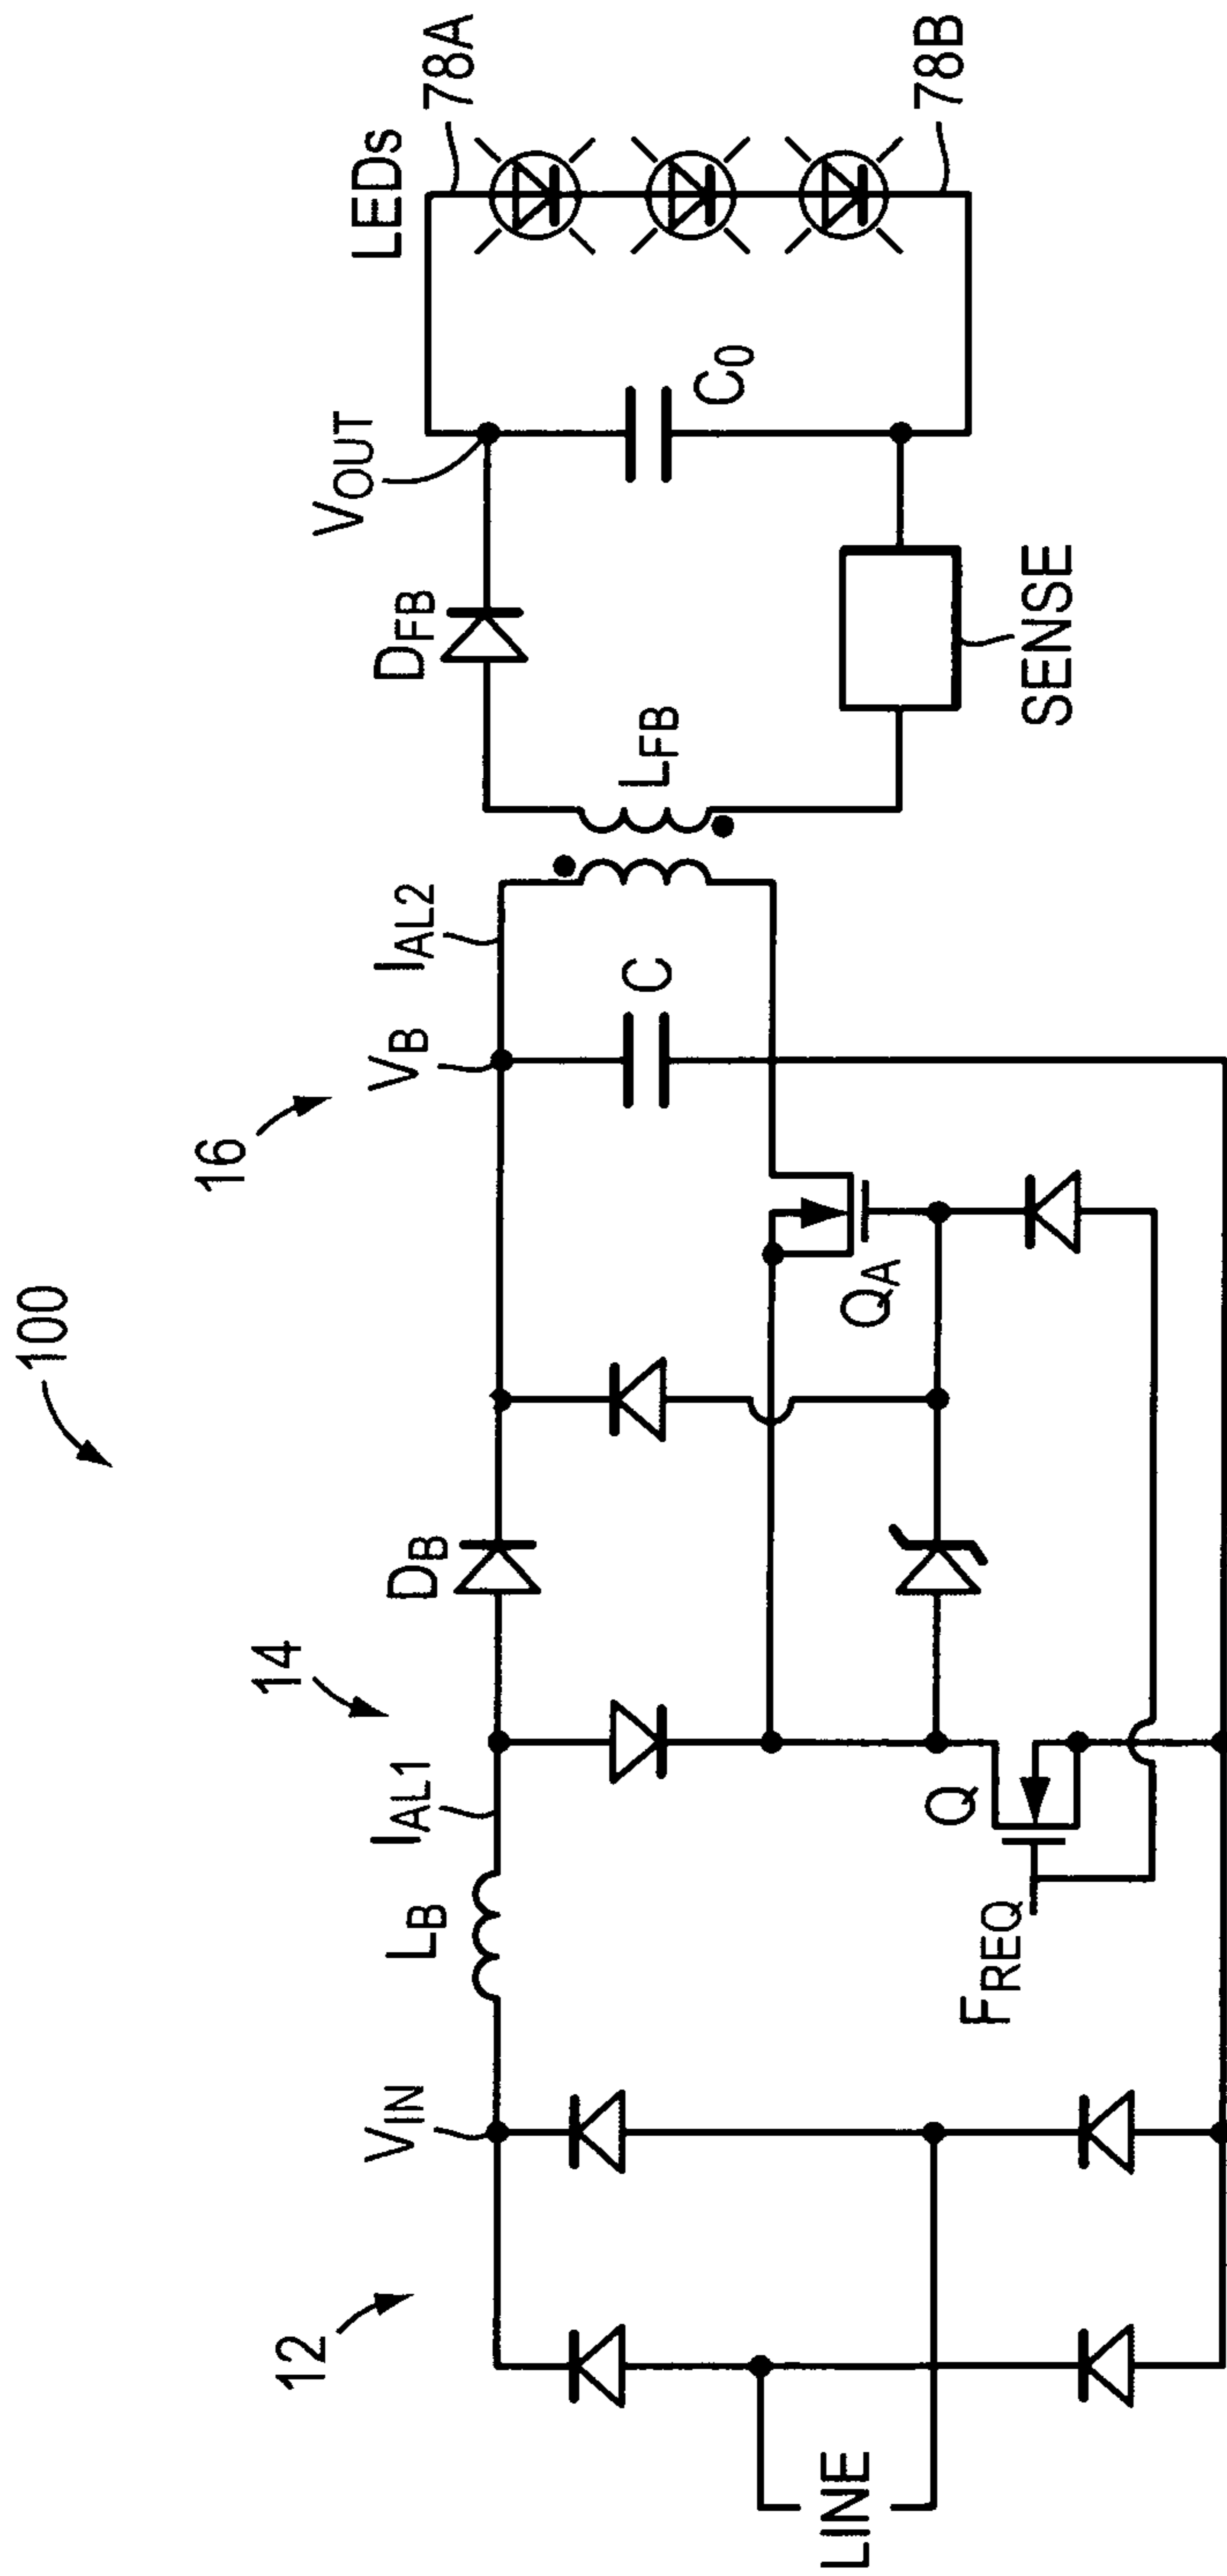 100
12
14
16
LINE
V_IN
L_B
I_AL1
D_B
V_B
I_AL2
C
L_FB
D_FB
V_OUT
C_0
LEDs
78A
78B
SENSE
Q_A
Q
F_REQ